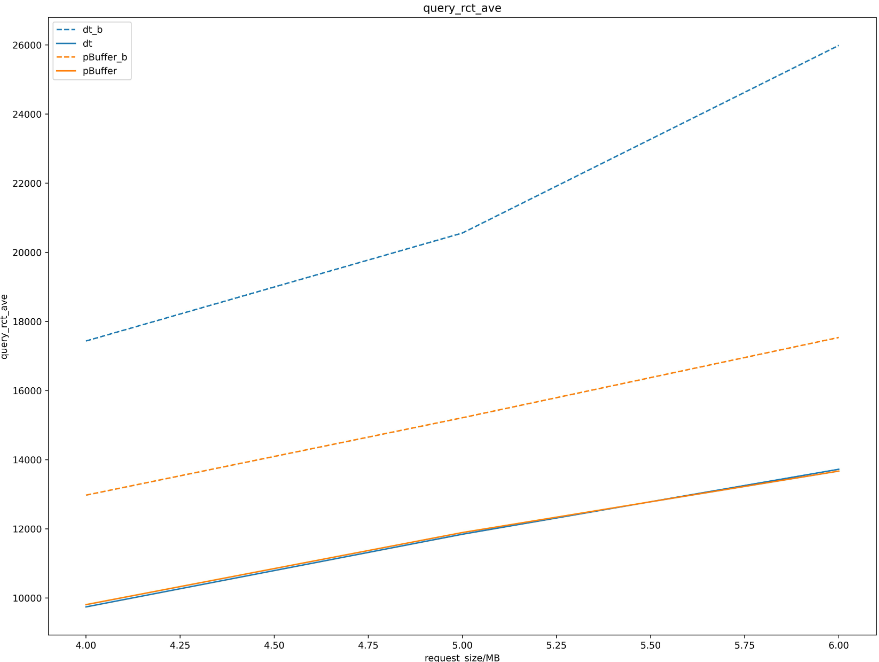 query_rct_ave
dt_b
dt
pBuffer_b
pBuffer
26000
24000
22000
20000
18000
16000
14000
12000
10000
query_rct_ave
4.00 4.25 4.50 4.75 5.00 5.25 5.50 5.75 6.00
request_size/MB